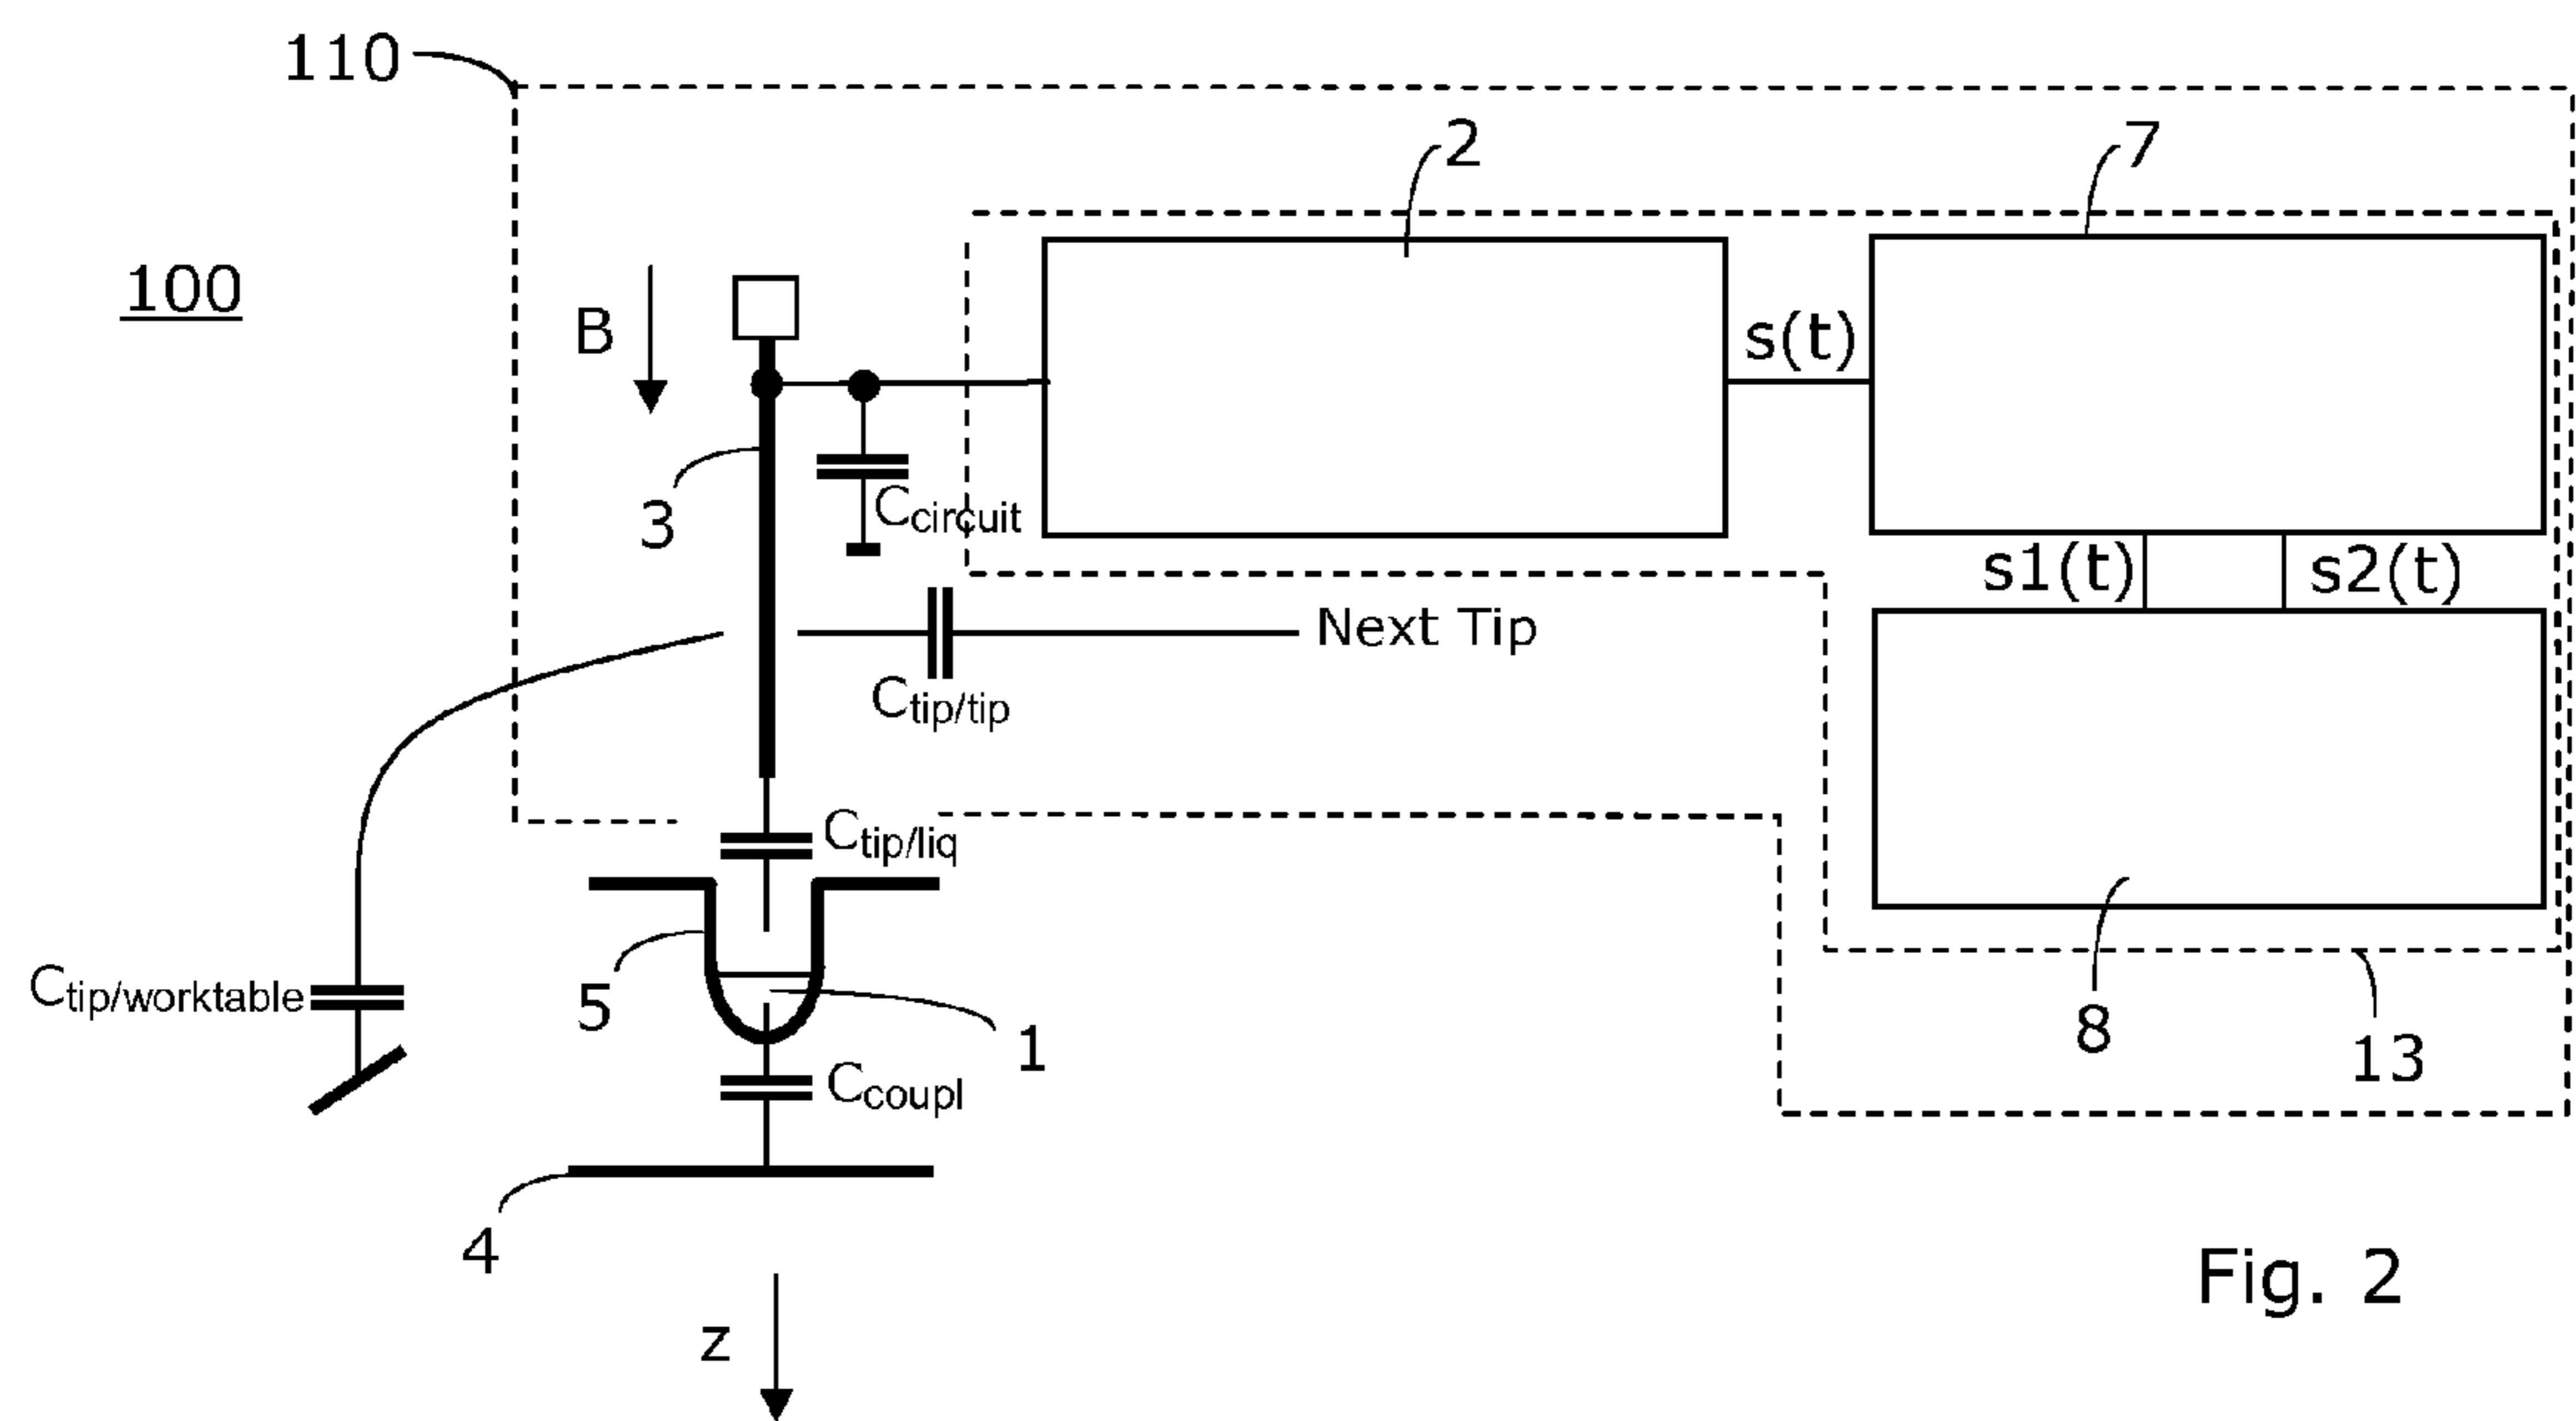 110
2
7
100
B
s(t)
3
Ccircuit
s1(t)
s2(t)
Next Tip
Ctip/tip
Ctip/liq
Ctip/worktable
5
1
8
13
Ccoupl
4
z
Fig. 2